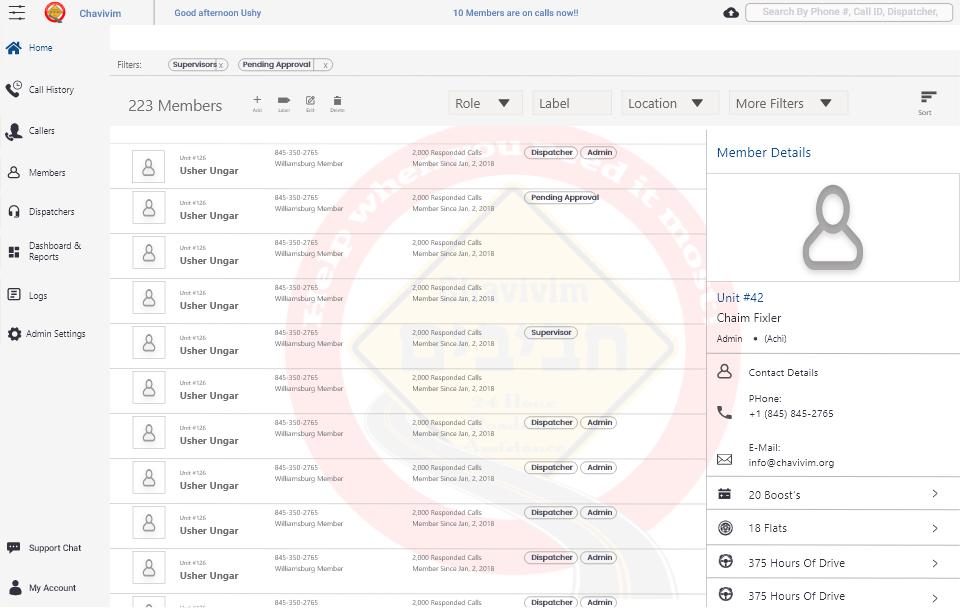 Chavivim
Good afternoon Ushy
10 Members are on calls now!!
Search By Phone #, Call ID, Dispatcher,
Home
Call History
Callers
Members
Dispatchers
Dashboard &
Reports
Logs
Admin Settings
Support Chat
My Account
Filters:
Supervisors x
Pending Approval x
223 Members
Add
Label
Edit
Delete
Role
Label
Location
More Filters
Sort
Unit #126
Usher Ungar
845-350-2765
Williamsburg Member
2,000 Responded Calls
Member Since Jan, 2, 2018
Dispatcher Admin
Unit #126
Usher Ungar
845-350-2765
Williamsburg Member
2,000 Responded Calls
Member Since Jan, 2, 2018
Pending Approval
Unit #126
Usher Ungar
845-350-2765
Williamsburg Member
2,000 Responded Calls
Member Since Jan, 2, 2018
Unit #126
Usher Ungar
845-350-2765
Williamsburg Member
2,000 Responded Calls
Member Since Jan, 2, 2018
Unit #126
Usher Ungar
845-350-2765
Williamsburg Member
2,000 Responded Calls
Member Since Jan, 2, 2018
Supervisor
Unit #126
Usher Ungar
845-350-2765
Williamsburg Member
2,000 Responded Calls
Member Since Jan, 2, 2018
Unit #126
Usher Ungar
845-350-2765
Williamsburg Member
2,000 Responded Calls
Member Since Jan, 2, 2018
Dispatcher Admin
Unit #126
Usher Ungar
845-350-2765
Williamsburg Member
2,000 Responded Calls
Member Since Jan, 2, 2018
Dispatcher Admin
Unit #126
Usher Ungar
845-350-2765
Williamsburg Member
2,000 Responded Calls
Member Since Jan, 2, 2018
Dispatcher Admin
Unit #126
Usher Ungar
845-350-2765
Williamsburg Member
2,000 Responded Calls
Member Since Jan, 2, 2018
Dispatcher Admin
845-350-2765
2,000 Responded Calls
Dispatcher Admin
Help when you need it most!
Chavivim
חביבים
24 Hour
Assistance
Member Details
Unit #42
Chaim Fixler
Admin • (Achi)
Contact Details
PHone:
+1 (845) 845-2765
E-Mail:
info@chavivim.org
20 Boost's
18 Flats
375 Hours Of Drive
375 Hours Of Drive